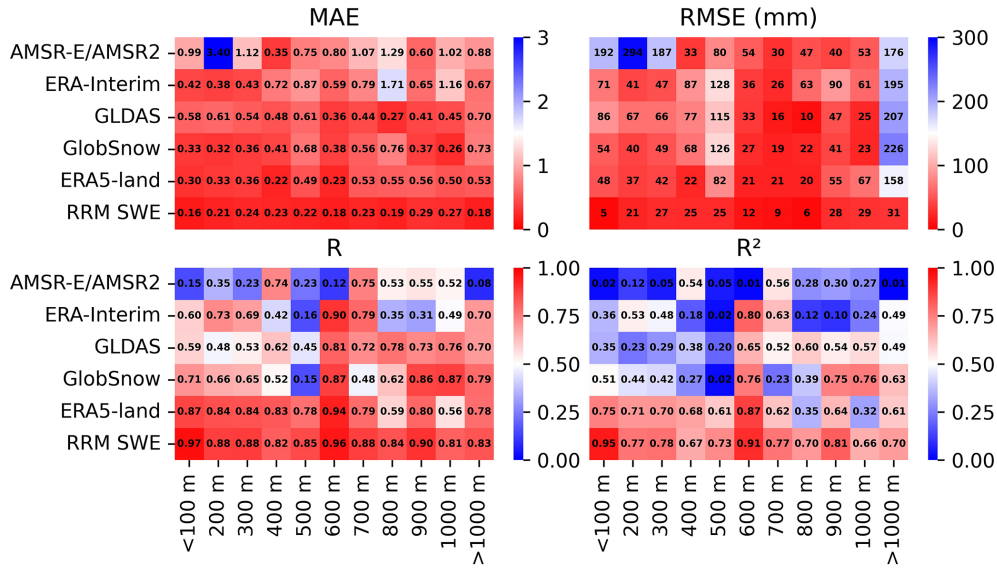 MAE RMSE (mm)
AMSR-E/AMSR2 0.99 3.40 1.12 0.35 0.75 0.80 1.07 1.29 0.60 1.02 0.88 3 192 294 187 33 80 54 30 47 40 53 176 300
ERA-Interim 0.42 0.38 0.43 0.72 0.87 0.59 0.79 1.71 0.65 1.16 0.67 2 71 41 47 87 128 36 26 63 90 61 195 200
GLDAS 0.58 0.61 0.54 0.48 0.61 0.36 0.44 0.27 0.41 0.45 0.70 86 67 66 77 115 33 16 10 47 25 207
GlobSnow 0.33 0.32 0.36 0.41 0.68 0.38 0.56 0.76 0.37 0.26 0.73 1 54 40 49 68 126 27 19 22 41 23 226 100
ERA5-land 0.30 0.33 0.36 0.22 0.49 0.23 0.53 0.55 0.56 0.50 0.53 48 37 42 22 82 21 21 20 55 67 158
RRM SWE 0.16 0.21 0.24 0.23 0.22 0.18 0.23 0.19 0.29 0.27 0.18 0 5 21 27 25 25 12 9 6 28 29 31 0
R R²
AMSR-E/AMSR2 0.15 0.35 0.23 0.74 0.23 0.12 0.75 0.53 0.55 0.52 0.08 1.00 0.02 0.12 0.05 0.54 0.05 0.01 0.56 0.28 0.30 0.27 0.01 1.00
ERA-Interim 0.60 0.73 0.69 0.42 0.16 0.90 0.79 0.35 0.31 0.49 0.70 0.75 0.36 0.53 0.48 0.18 0.02 0.80 0.63 0.12 0.10 0.24 0.49 0.75
GLDAS 0.59 0.48 0.53 0.62 0.45 0.81 0.72 0.78 0.73 0.76 0.70 0.50 0.35 0.23 0.29 0.38 0.20 0.65 0.52 0.60 0.54 0.57 0.49 0.50
GlobSnow 0.71 0.66 0.65 0.52 0.15 0.87 0.48 0.62 0.86 0.87 0.79 0.51 0.44 0.42 0.27 0.02 0.76 0.23 0.39 0.75 0.76 0.63
ERA5-land 0.87 0.84 0.84 0.83 0.78 0.94 0.79 0.59 0.80 0.56 0.78 0.25 0.75 0.71 0.70 0.68 0.61 0.87 0.62 0.35 0.64 0.32 0.61 0.25
RRM SWE 0.97 0.88 0.88 0.82 0.85 0.96 0.88 0.84 0.90 0.81 0.83 0.00 0.95 0.77 0.78 0.67 0.73 0.91 0.77 0.70 0.81 0.66 0.70 0.00
<100 m 200 m 300 m 400 m 500 m 600 m 700 m 800 m 900 m 1000 m >1000 m <100 m 200 m 300 m 400 m 500 m 600 m 700 m 800 m 900 m 1000 m >1000 m